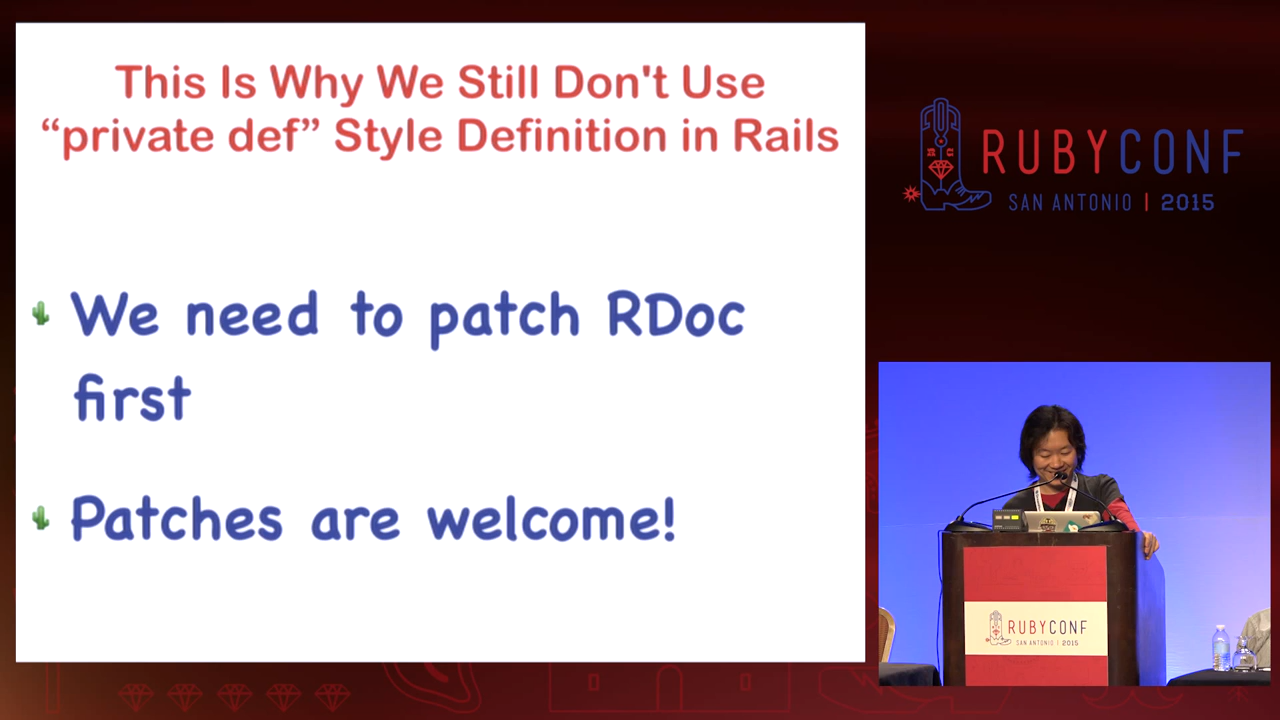 This Is Why We Still Don't Use
“private def” Style Definition in Rails
We need to patch RDoc
first
Patches are welcome!
RUBYCONF
SAN ANTONIO | 2015
RUBYCONF
SAN ANTONIO | 2015